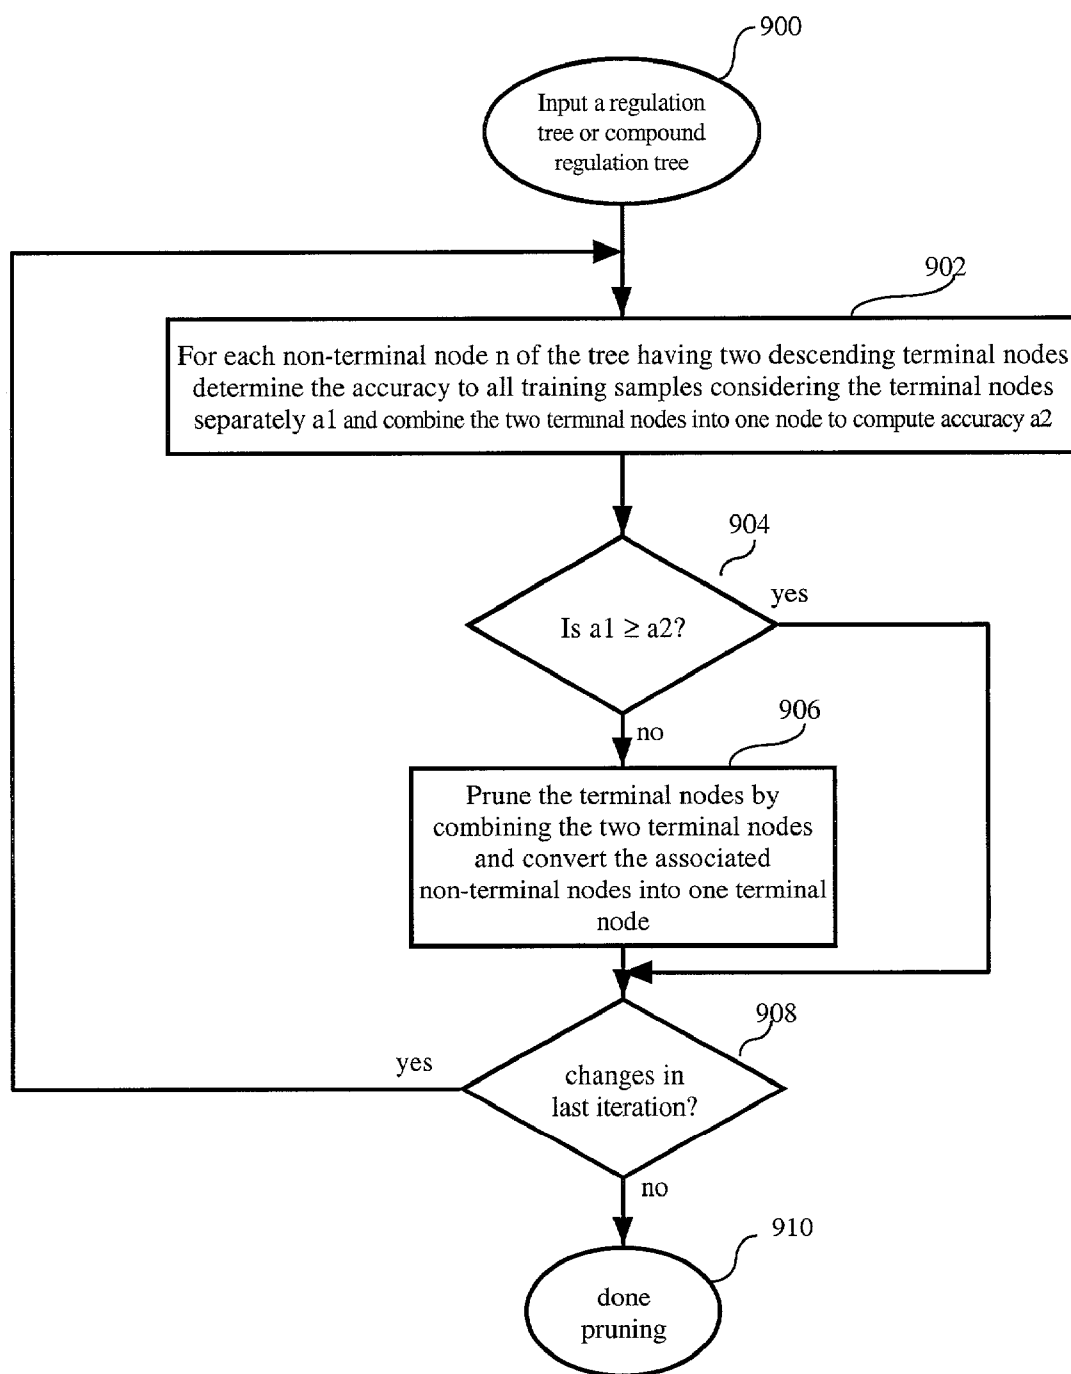 900
Input a regulation
tree or compound
regulation tree
902
For each non-terminal node n of the tree having two descending terminal nodes
determine the accuracy to all training samples considering the terminal nodes
separately a1 and combine the two terminal nodes into one node to compute accuracy a2
904
yes
Is a1 ≥ a2?
no
906
Prune the terminal nodes by
combining the two terminal nodes
and convert the associated
non-terminal nodes into one terminal
node
908
yes
changes in
last iteration?
no
910
done
pruning